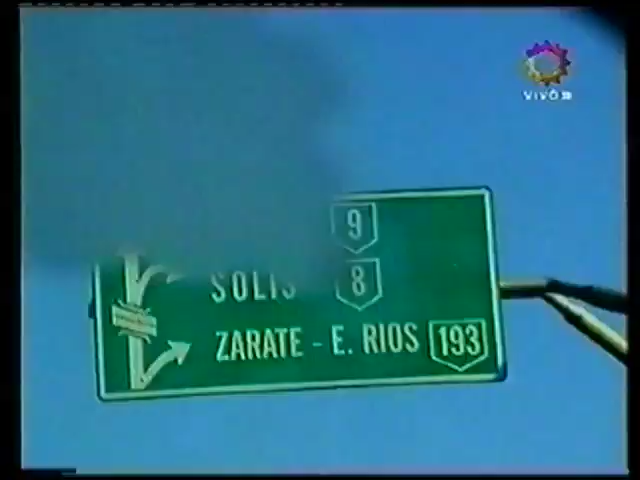 VIVO
9
SOLIS 8
ZARATE - E. RIOS 193